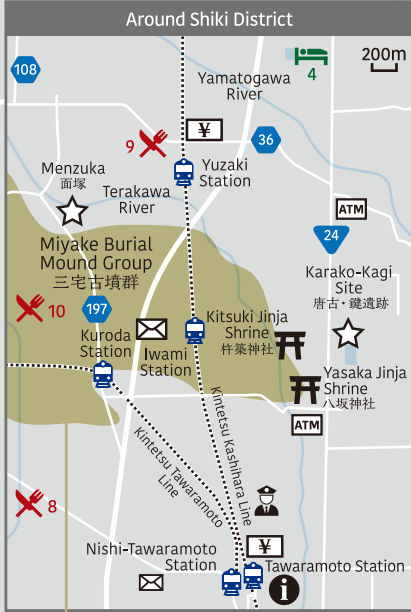 Around Shiki District
108
4
200m
Yamatogawa
River
¥
9
36
Yuzaki
Station
Menzuka
面塚
Terakawa
River
ATM
24
Miyake Burial
Mound Group
三宅古墳群
Karako-Kagi
Site
唐古・鍵遺跡
10
197
Kitsuki Jinja
Shrine
杵築神社
Kuroda
Station
Iwami
Station
Yasaka Jinja
Shrine
八坂神社
ATM
Kintetsu Kashihara Line
Kintetsu Tawaramoto
Line
8
¥
Nishi-Tawaramoto
Station
Tawaramoto Station
i